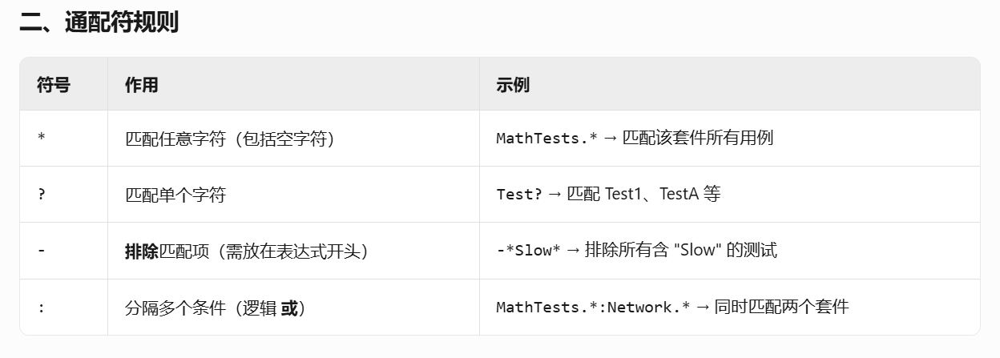 二、通配符规则
符号 作用 示例
* 匹配任意字符（包括空字符） MathTests.* → 匹配该套件所有用例
? 匹配单个字符 Test? → 匹配 Test1、TestA 等
- 排除匹配项（需放在表达式开头） -*Slow* → 排除所有含 "Slow" 的测试
: 分隔多个条件（逻辑 或） MathTests.*:Network.* → 同时匹配两个套件